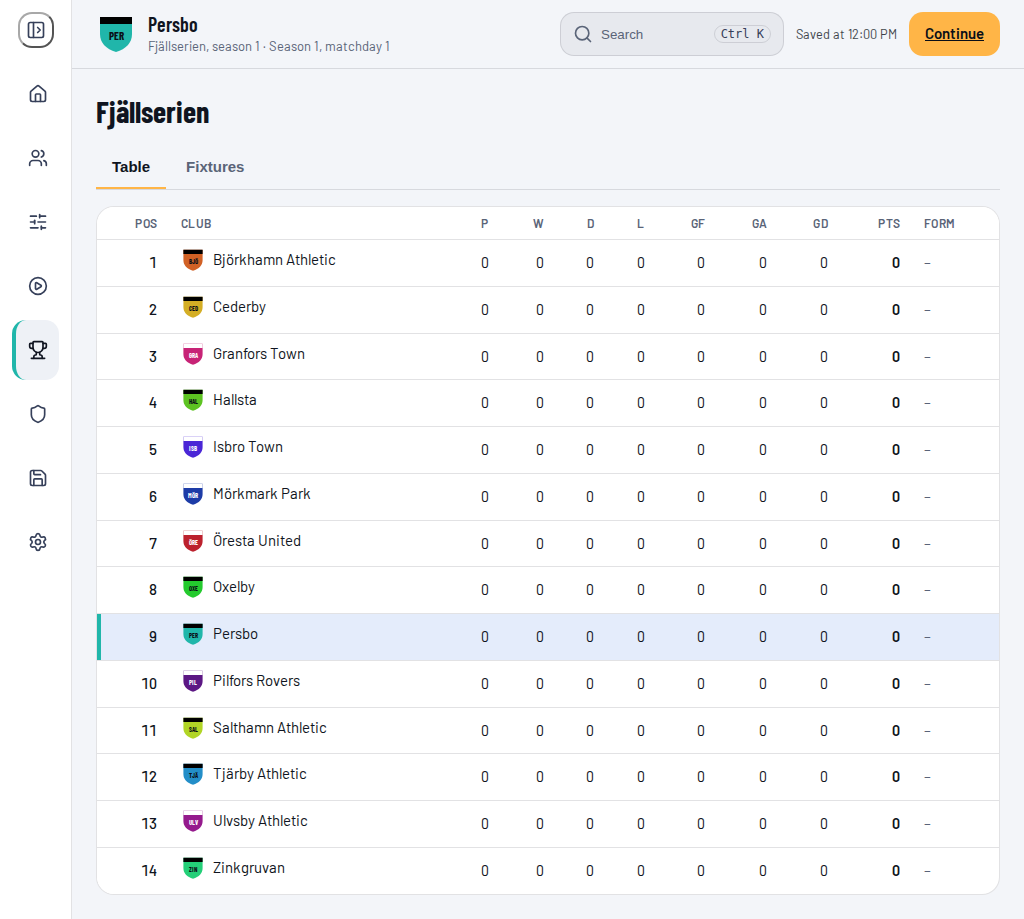 PER
Persbo
Fjällserien, season 1 · Season 1, matchday 1
Search
Ctrl K
Saved at 12:00 PM
Continue
Fjällserien
Table Fixtures
POS CLUB P W D L GF GA GD PTS FORM
1 BJÖ Björkhamn Athletic 0 0 0 0 0 0 0 0 –
2 CED Cederby 0 0 0 0 0 0 0 0 –
3 GRA Granfors Town 0 0 0 0 0 0 0 0 –
4 HAL Hallsta 0 0 0 0 0 0 0 0 –
5 ISB Isbro Town 0 0 0 0 0 0 0 0 –
6 MÖR Mörkmark Park 0 0 0 0 0 0 0 0 –
7 ÖRE Öresta United 0 0 0 0 0 0 0 0 –
8 OXE Oxelby 0 0 0 0 0 0 0 0 –
9 PER Persbo 0 0 0 0 0 0 0 0 –
10 PIL Pilfors Rovers 0 0 0 0 0 0 0 0 –
11 SAL Salthamn Athletic 0 0 0 0 0 0 0 0 –
12 TJÄ Tjärby Athletic 0 0 0 0 0 0 0 0 –
13 ULV Ulvsby Athletic 0 0 0 0 0 0 0 0 –
14 ZIN Zinkgruvan 0 0 0 0 0 0 0 0 –